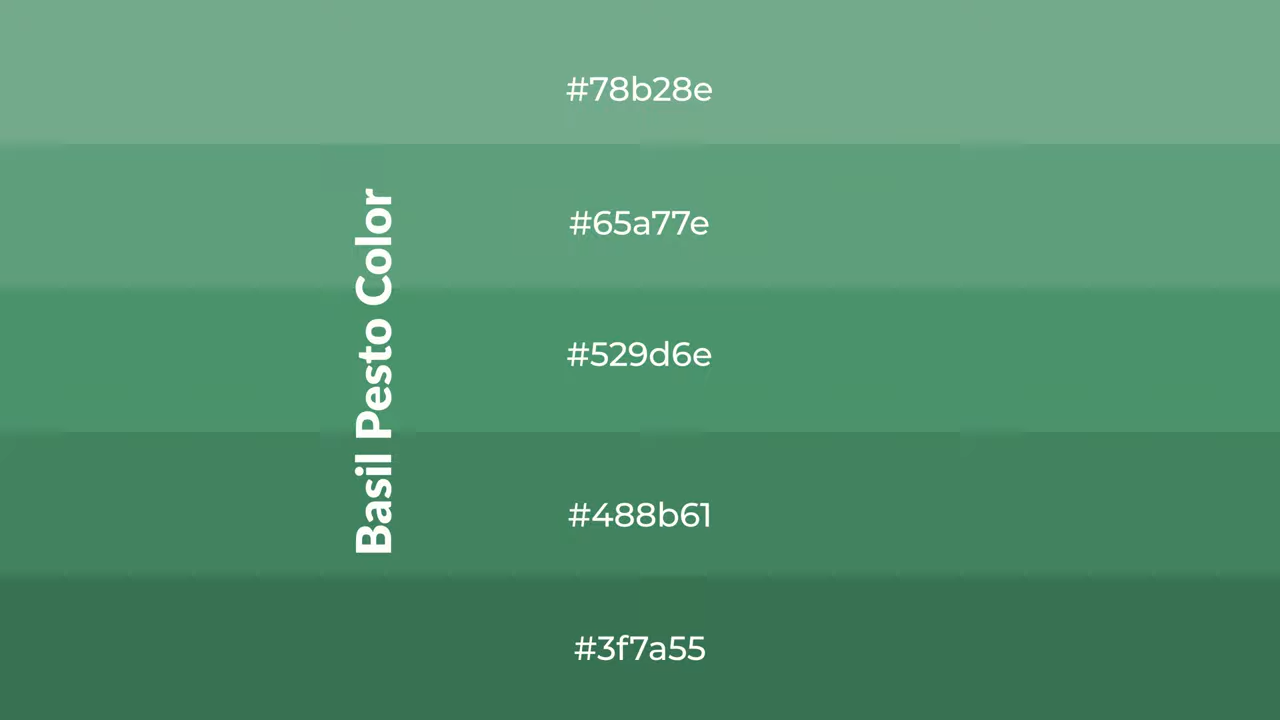 Basil Pesto Color
#78b28e
#65a77e
#529d6e
#488b61
#3f7a55